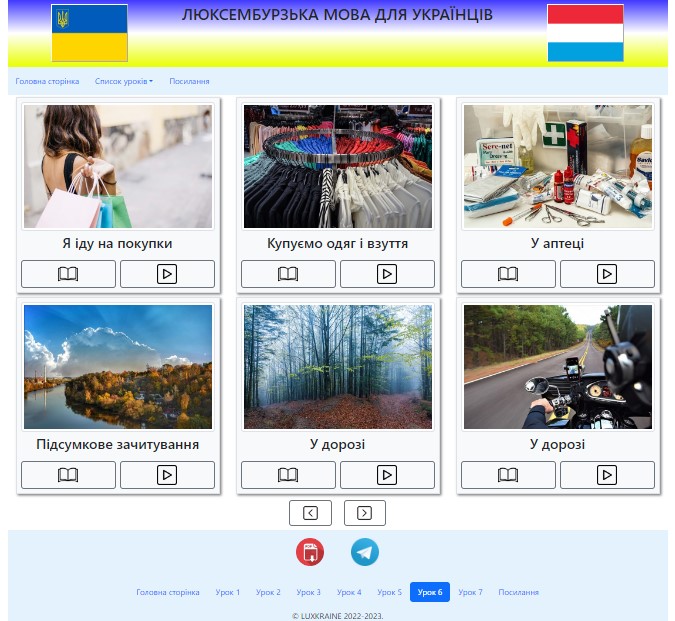 ЛЮКСЕМБУРЗЬКА МОВА ДЛЯ УКРАЇНЦІВ
Головна сторінка Список уроків Посилання
Я іду на покупки
Купуємо одяг і взуття
У аптеці
Підсумкове зачитування
У дорозі
У дорозі
Головна сторінка Урок 1 Урок 2 Урок 3 Урок 4 Урок 5 Урок 6 Урок 7 Посилання
© LUXKRAINE 2022-2023.